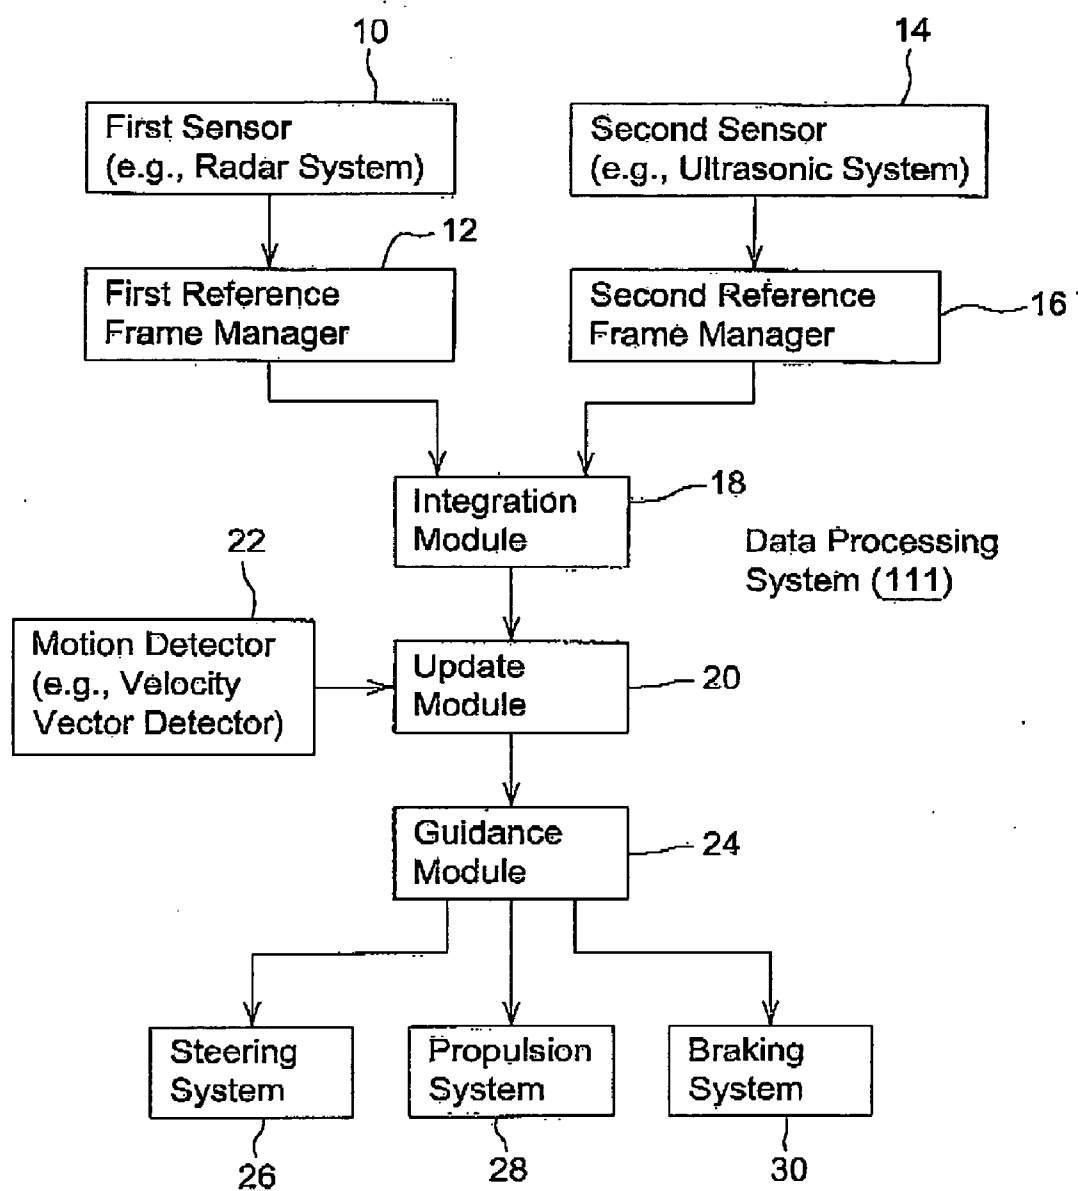 10
14
First Sensor
(e.g., Radar System)
Second Sensor
(e.g., Ultrasonic System)
12
First Reference
Frame Manager
Second Reference
Frame Manager
16
18
Integration
Module
Data Processing
System (111)
22
Motion Detector
(e.g., Velocity
Vector Detector)
Update
Module
20
Guidance
Module
24
Steering
System
Propulsion
System
Braking
System
26
28
30